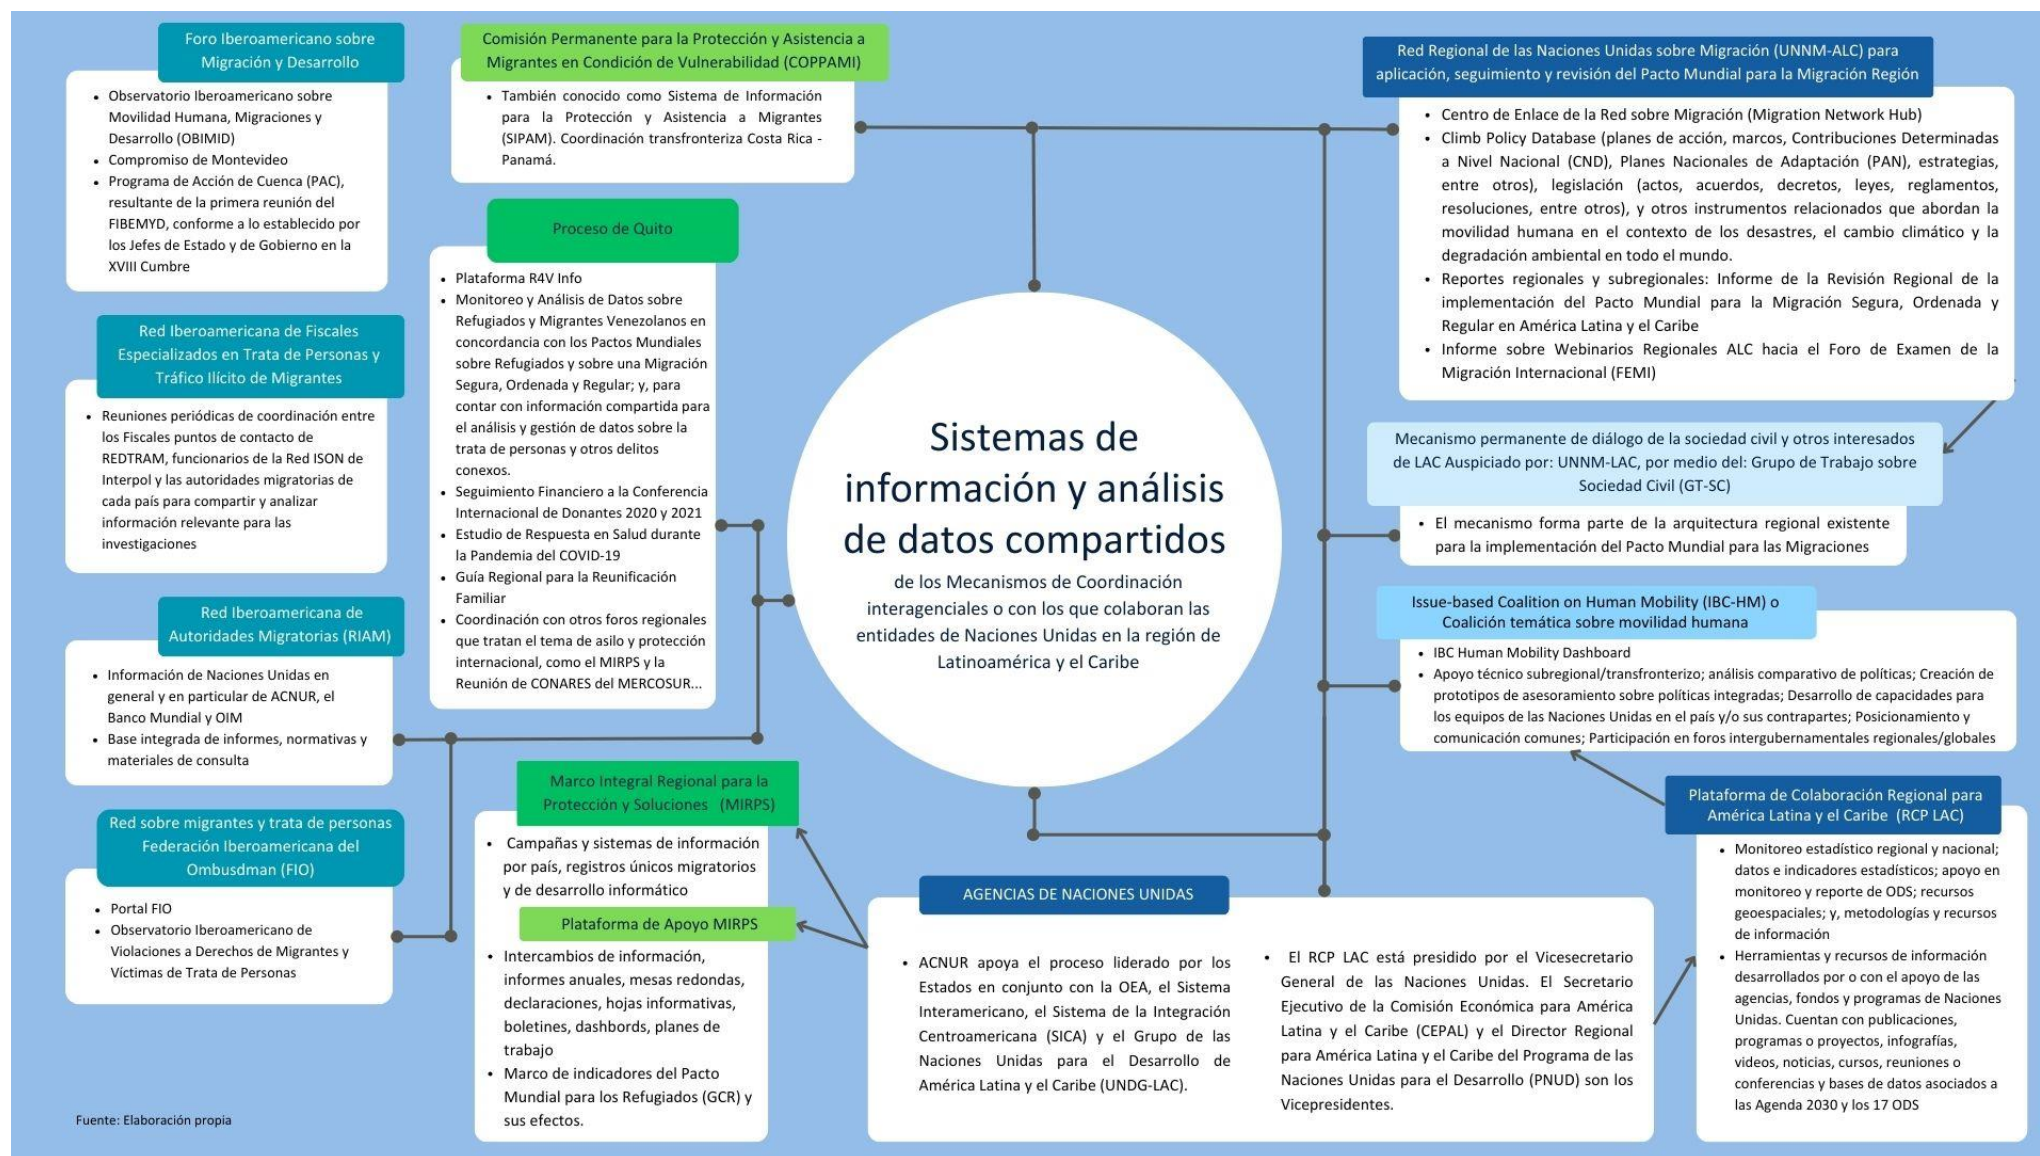 Foro Iberoamericano sobre
Migración y Desarrollo
• Observatorio Iberoamericano sobre
Movilidad Humana, Migraciones y
Desarrollo (OBIMID)
• Compromiso de Montevideo
• Programa de Acción de Cuenca (PAC),
resultante de la primera reunión del
FIBEMYD, conforme a lo establecido por
los Jefes de Estado y de Gobierno en la
XVIII Cumbre
Red Iberoamericana de Fiscales
Especializados en Trata de Personas y
Tráfico Ilícito de Migrantes
• Reuniones periódicas de coordinación entre
los Fiscales puntos de contacto de
REDTRAM, funcionarios de la Red ISON de
Interpol y las autoridades migratorias de
cada país para compartir y analizar
información relevante para las
investigaciones
Red Iberoamericana de
Autoridades Migratorias (RIAM)
• Información de Naciones Unidas en
general y en particular de ACNUR, el
Banco Mundial y OIM
• Base integrada de informes, normativas y
materiales de consulta
Red sobre migrantes y trata de personas
Federación Iberoamericana del
Ombusdman (FIO)
• Portal FIO
• Observatorio Iberoamericano de
Violaciones a Derechos de Migrantes y
Víctimas de Trata de Personas
Fuente: Elaboración propia
Comisión Permanente para la Protección y Asistencia a
Migrantes en Condición de Vulnerabilidad (COPPAMI)
• También conocido como Sistema de Información
para la Protección y Asistencia a Migrantes
(SIPAM). Coordinación transfronteriza Costa Rica -
Panamá.
Proceso de Quito
• Plataforma R4V Info
• Monitoreo y Análisis de Datos sobre
Refugiados y Migrantes Venezolanos en
concordancia con los Pactos Mundiales
sobre Refugiados y sobre una Migración
Segura, Ordenada y Regular; y, para
contar con información compartida para
el análisis y gestión de datos sobre la
trata de personas y otros delitos
conexos.
• Seguimiento Financiero a la Conferencia
Internacional de Donantes 2020 y 2021
• Estudio de Respuesta en Salud durante
la Pandemia del COVID-19
• Guía Regional para la Reunificación
Familiar
• Coordinación con otros foros regionales
que tratan el tema de asilo y protección
internacional, como el MIRPS y la
Reunión de CONARES del MERCOSUR...
Marco Integral Regional para la
Protección y Soluciones (MIRPS)
• Campañas y sistemas de información
por país, registros únicos migratorios
y de desarrollo informático
Plataforma de Apoyo MIRPS
• Intercambios de información,
informes anuales, mesas redondas,
declaraciones, hojas informativas,
boletines, dashbords, planes de
trabajo
• Marco de indicadores del Pacto
Mundial para los Refugiados (GCR) y
sus efectos.
Sistemas de
información y análisis
de datos compartidos
de los Mecanismos de Coordinación
interagenciales o con los que colaboran las
entidades de Naciones Unidas en la región de
Latinoamérica y el Caribe
AGENCIAS DE NACIONES UNIDAS
• ACNUR apoya el proceso liderado por los
Estados en conjunto con la OEA, el Sistema
Interamericano, el Sistema de la Integración
Centroamericana (SICA) y el Grupo de las
Naciones Unidas para el Desarrollo de
América Latina y el Caribe (UNDG-LAC).
• El RCP LAC está presidido por el Vicesecretario
General de las Naciones Unidas. El Secretario
Ejecutivo de la Comisión Económica para América
Latina y el Caribe (CEPAL) y el Director Regional
para América Latina y el Caribe del Programa de las
Naciones Unidas para el Desarrollo (PNUD) son los
Vicepresidentes.
Red Regional de las Naciones Unidas sobre Migración (UNNM-ALC) para
aplicación, seguimiento y revisión del Pacto Mundial para la Migración Región
• Centro de Enlace de la Red sobre Migración (Migration Network Hub)
• Climb Policy Database (planes de acción, marcos, Contribuciones Determinadas
a Nivel Nacional (CND), Planes Nacionales de Adaptación (PAN), estrategias,
entre otros), legislación (actos, acuerdos, decretos, leyes, reglamentos,
resoluciones, entre otros), y otros instrumentos relacionados que abordan la
movilidad humana en el contexto de los desastres, el cambio climático y la
degradación ambiental en todo el mundo.
• Reportes regionales y subregionales: Informe de la Revisión Regional de la
implementación del Pacto Mundial para la Migración Segura, Ordenada y
Regular en América Latina y el Caribe
• Informe sobre Webinarios Regionales ALC hacia el Foro de Examen de la
Migración Internacional (FEMI)
Mecanismo permanente de diálogo de la sociedad civil y otros interesados
de LAC Auspiciado por: UNNM-LAC, por medio del: Grupo de Trabajo sobre
Sociedad Civil (GT-SC)
• El mecanismo forma parte de la arquitectura regional existente
para la implementación del Pacto Mundial para las Migraciones
Issue-based Coalition on Human Mobility (IBC-HM) o
Coalición temática sobre movilidad humana
• IBC Human Mobility Dashboard
• Apoyo técnico subregional/transfronterizo; análisis comparativo de políticas; Creación de
prototipos de asesoramiento sobre políticas integradas; Desarrollo de capacidades para
los equipos de las Naciones Unidas en el país y/o sus contrapartes; Posicionamiento y
comunicación comunes; Participación en foros intergubernamentales regionales/globales
Plataforma de Colaboración Regional para
América Latina y el Caribe (RCP LAC)
• Monitoreo estadístico regional y nacional;
datos e indicadores estadísticos; apoyo en
monitoreo y reporte de ODS; recursos
geoespaciales; y, metodologías y recursos
de información
• Herramientas y recursos de información
desarrollados por o con el apoyo de las
agencias, fondos y programas de Naciones
Unidas. Cuentan con publicaciones,
programas o proyectos, infografías,
videos, noticias, cursos, reuniones o
conferencias y bases de datos asociados a
las Agenda 2030 y los 17 ODS